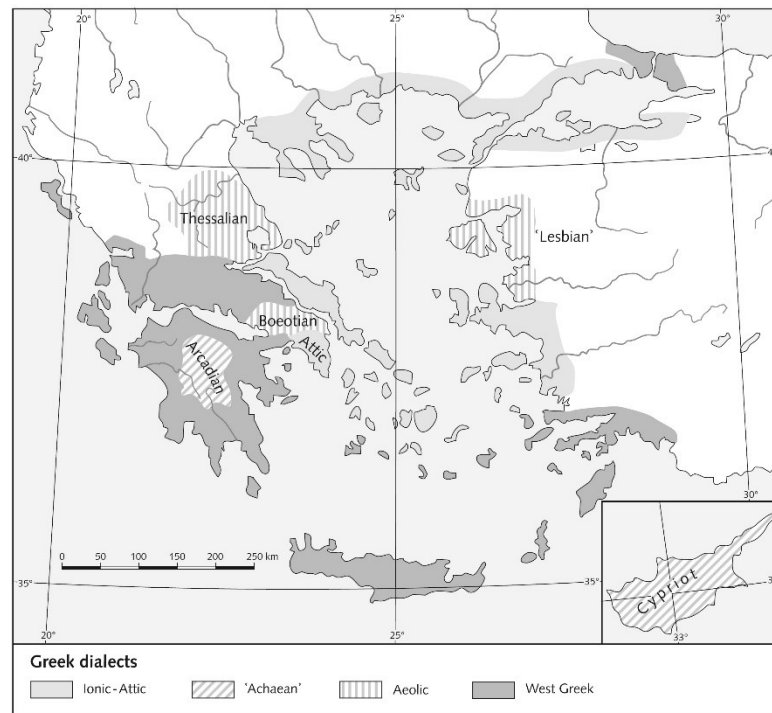 20° 25° 30°
40° 40°
Thessalian
'Lesbian'
Boeotian
Attic
Arcadian
30°
0 50 100 150 200 250 km
35° 35°
Cypriot
33°
20° 25°
Greek dialects
Ionic-Attic 'Achaean' Aeolic West Greek